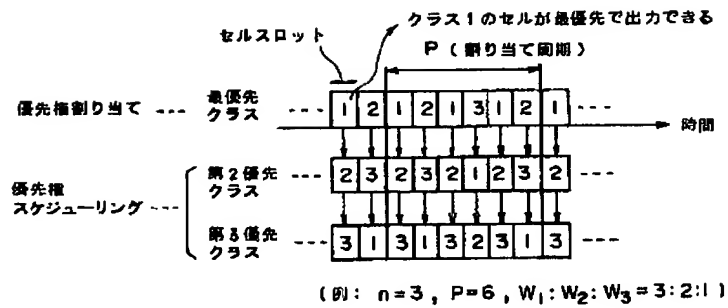 クラス1のセルが最優先で出力できる
セルスロット
P (割り当て周期)
優先権割り当て --- 最優先クラス --- 1 2 1 2 1 3 1 2 1 ---
時間
優先権スケジューリング --- 第2優先クラス --- 2 3 2 3 2 1 2 3 2 ---
第3優先クラス --- 3 1 3 1 3 2 3 1 3 ---
(例: n=3, P=6, W1:W2:W3=3:2:1)